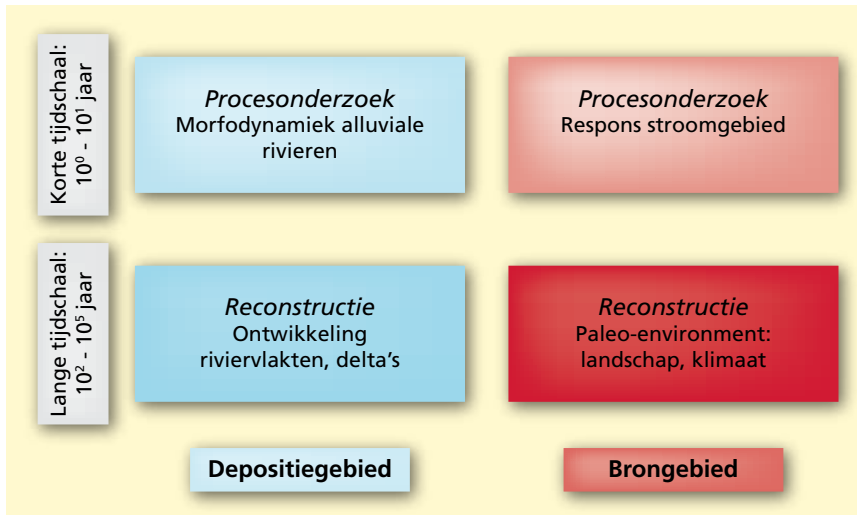 Korte tijdschaal:
10⁰ - 10¹ jaar
Procesonderzoek
Morfodynamiek alluviale
rivieren
Procesonderzoek
Respons stroomgebied
Lange tijdschaal:
10² - 10⁵ jaar
Reconstructie
Ontwikkeling
riviervlakten, delta's
Reconstructie
Paleo-environment:
landschap, klimaat
Depositiegebied
Brongebied